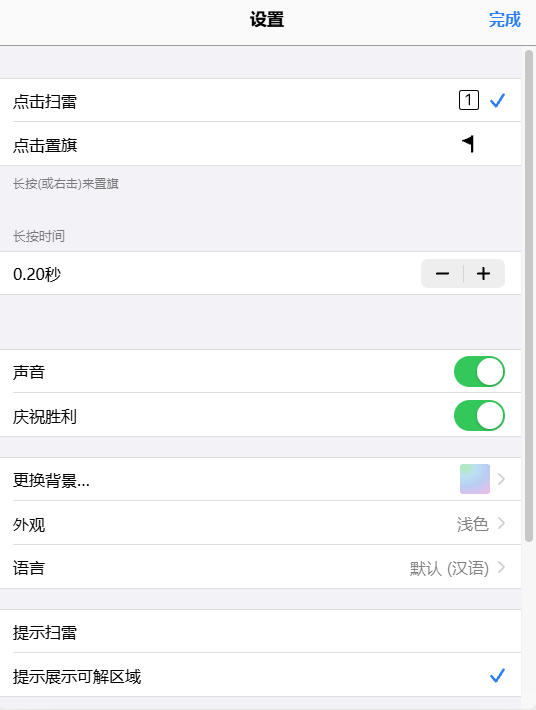 设置
完成
点击扫雷
1
点击置旗
长按(或右击)来置旗
长按时间
0.20秒
声音
庆祝胜利
更换背景...
外观
浅色
语言
默认 (汉语)
提示扫雷
提示展示可解区域